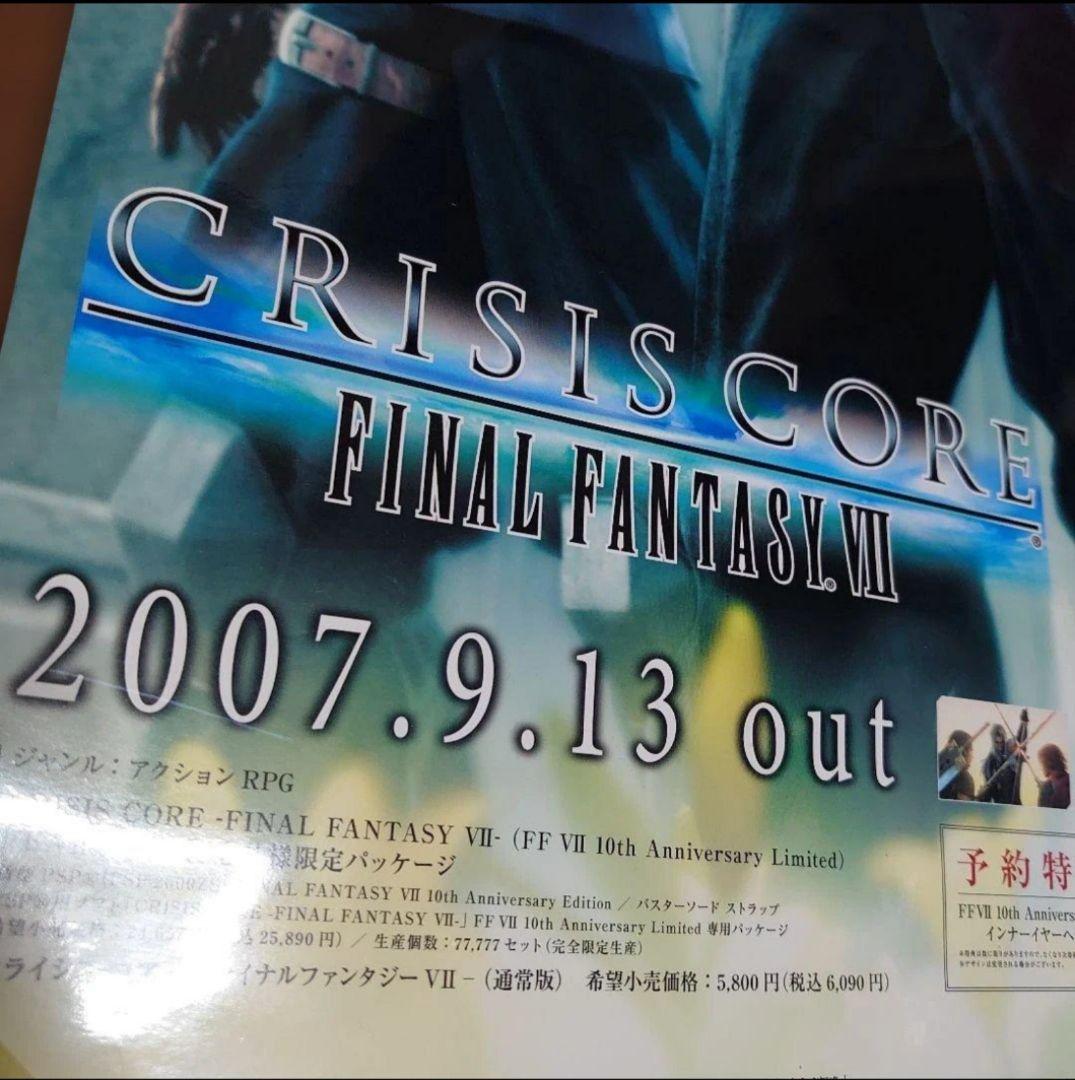 CRISIS CORE®
FINAL FANTASY® VII
2007.9.13 out
ジャンル：アクションRPG
CRISIS CORE -FINAL FANTASY VII- (FF VII 10th Anniversary Limited)
様限定パッケージ
FINAL FANTASY VII 10th Anniversary Edition / バスターソード ストラップ
-FINAL FANTASY VII-」FF VII 10th Anniversary Limited 専用パッケージ
25,890円) / 生産個数：77,777セット(完全限定生産)
イナルファンタジーVII－(通常版) 希望小売価格：5,800円(税込6,090円)
予約特
FFVII 10th Annivers
インナーイヤーヘ